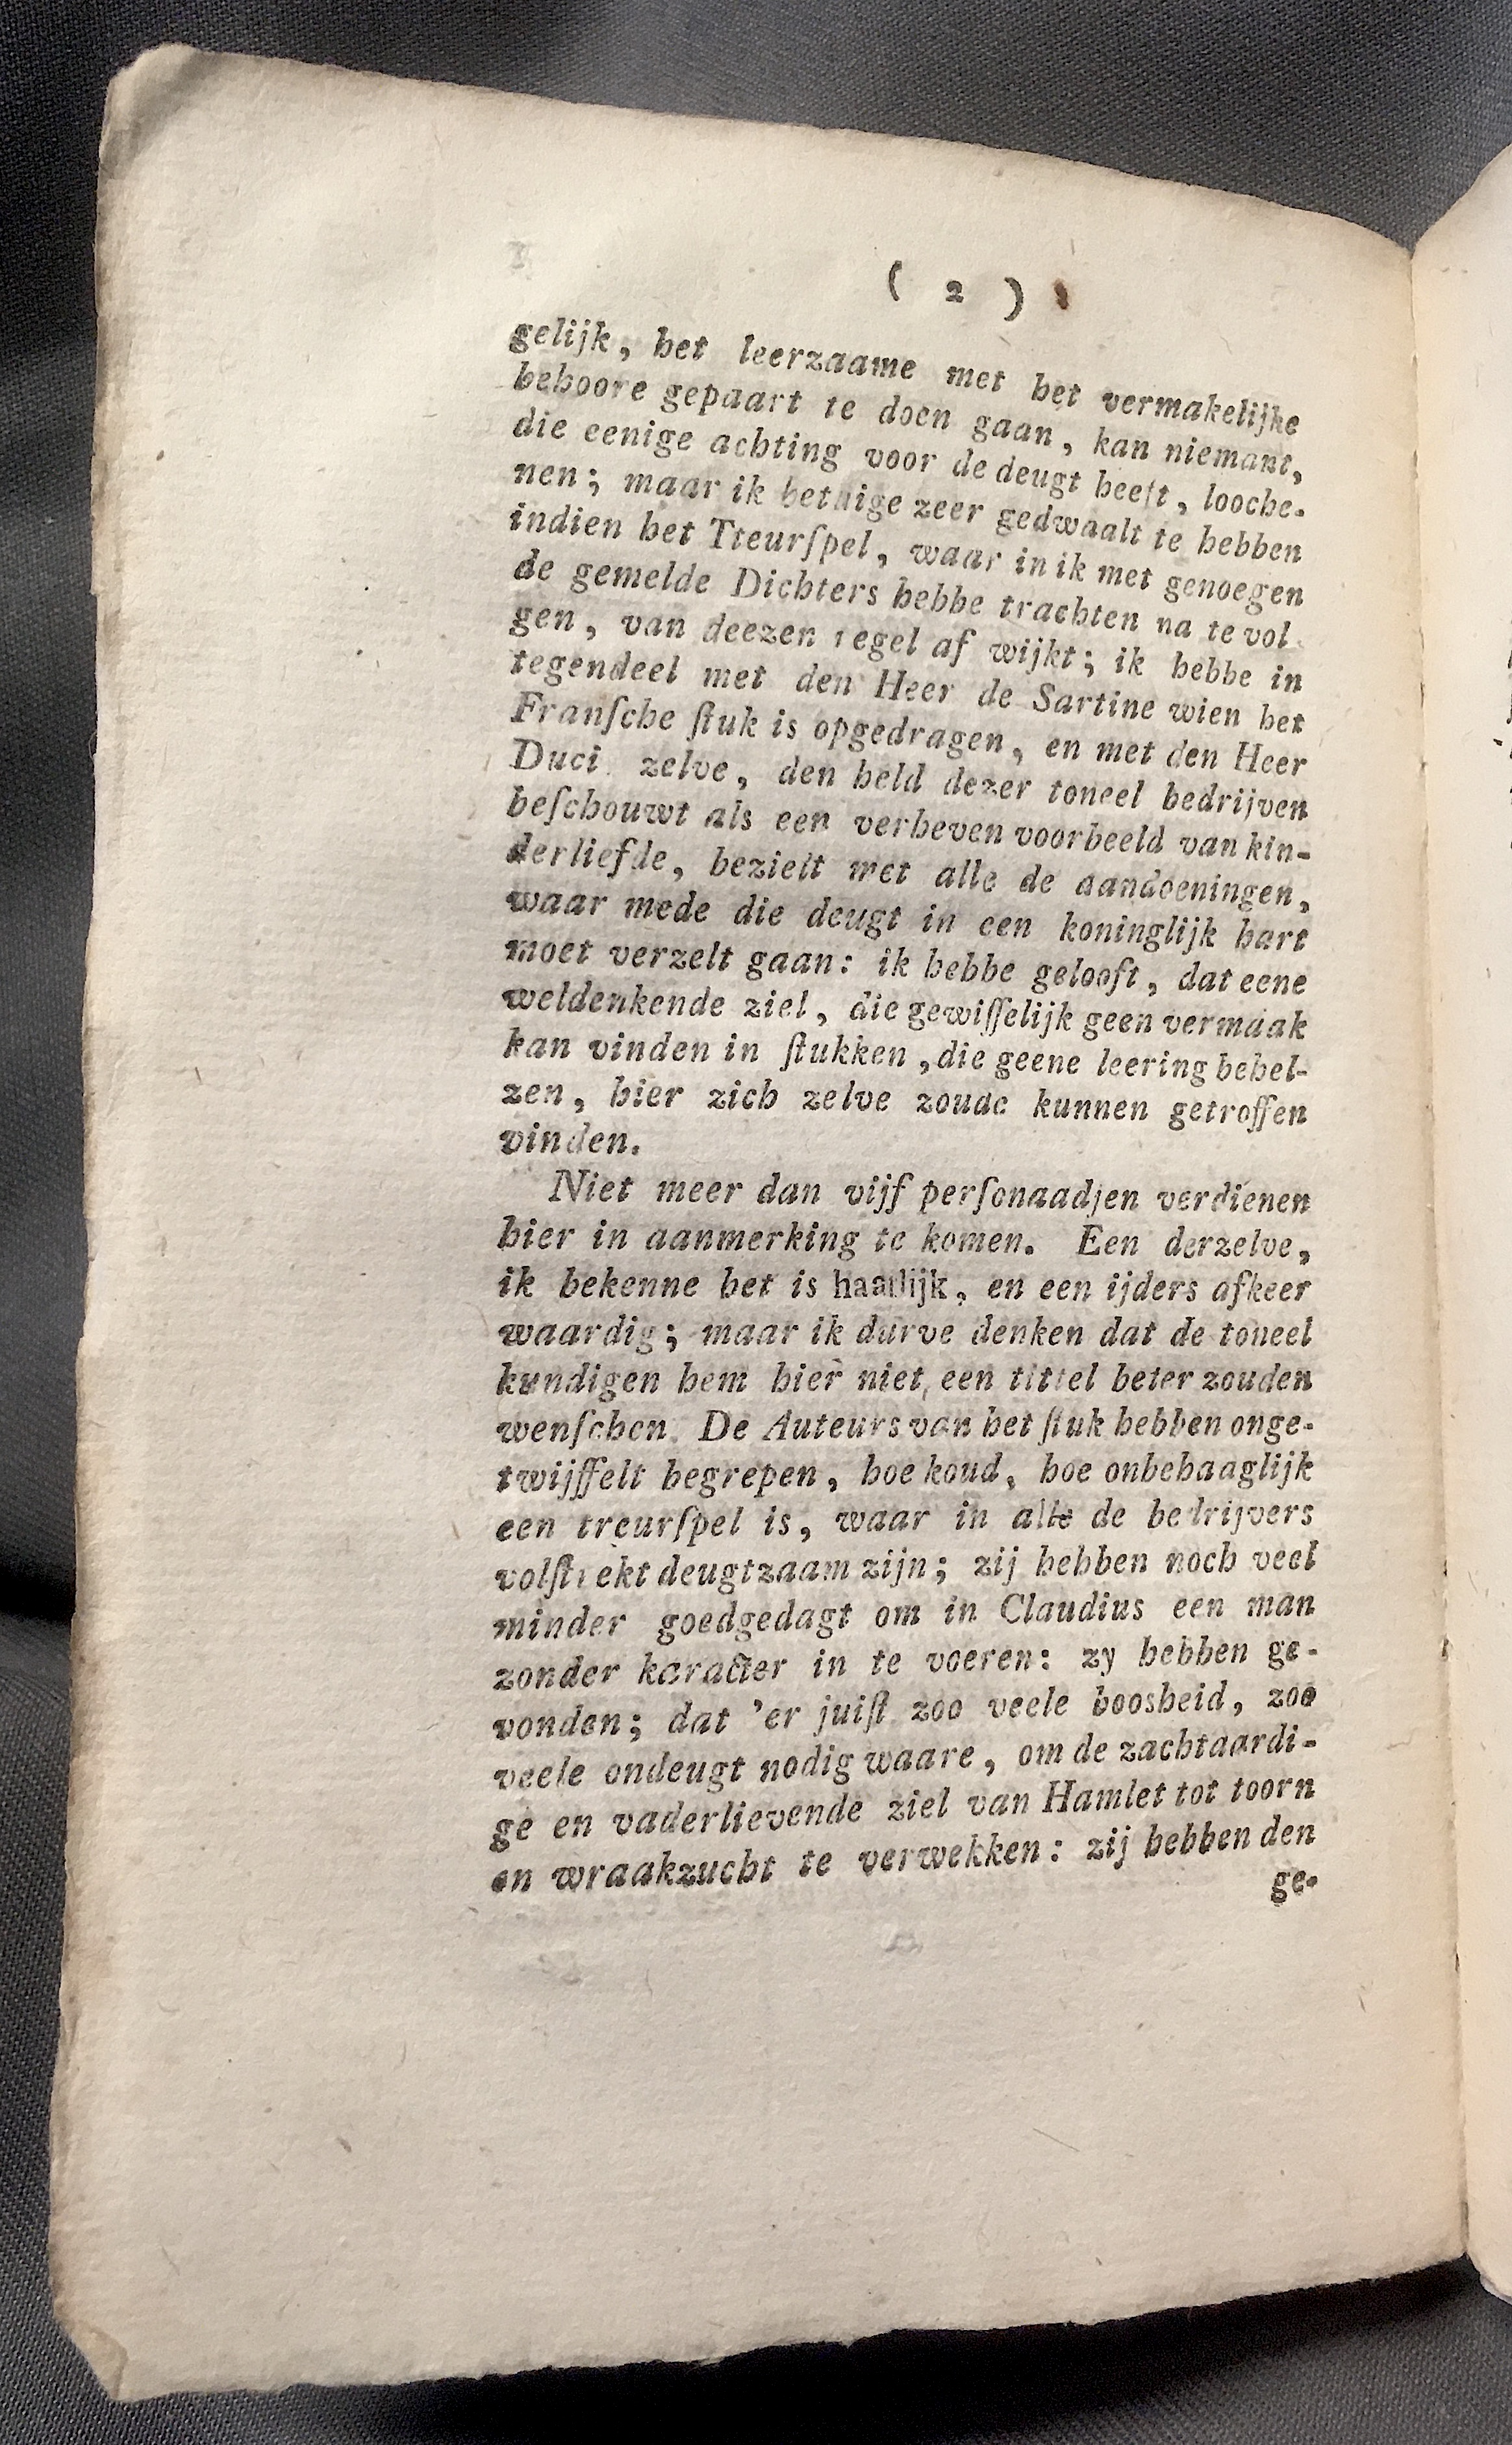 ( 2 )
gelijk, het leerzaame met het vermakelijke
behoore gepaart te doen gaan, kan niemant,
die eenige achting voor de deugt heeft, looche-
nen; maar ik betuige zeer gedwaalt te hebben
indien het Tteurſpel, waar in ik met genoegen
de gemelde Dichters hebbe trachten na te vol-
gen, van deezen regel af wijkt; ik hebbe in
tegendeel met den Heer de Sartine wien het
Franſche ſtuk is opgedragen, en met den Heer
Duci zelve, den held dezer toneel bedrijven
beſchouwt als een verheven voorbeeld van kin-
derliefde, bezielt met alle de aandoeningen,
waar mede die deugt in een koninglijk hart
moet verzelt gaan: ik hebbe gelooft, dat eene
weldenkende ziel, die gewiſſelijk geen vermaak
kan vinden in ſtukken, die geene leering behel-
zen, hier zich zelve zoude kunnen getroffen
vinden.
Niet meer dan vijf perſonaadjen verdienen
hier in aanmerking te komen. Een derzelve,
ik bekenne het is haatlijk, en een ijders afkeer
waardig; maar ik durve denken dat de toneel
kundigen hem hier niet een tittel beter zouden
wenſchen. De Auteurs van het ſtuk hebben onge-
twijffelt begrepen, hoe koud, hoe onbehaaglijk
een treurſpel is, waar in alle de bedrijvers
volſtrekt deugtzaam zijn; zij hebben noch veel
minder goedgedagt om in Claudius een man
zonder karacter in te voeren: zy hebben ge-
vonden; dat 'er juiſt zoo veele boosheid, zoo
veele ondeugt nodig waare, om de zachtaardi-
ge en vaderlievende ziel van Hamlet tot toorn
en wraakzucht te verwekken: zij hebben den
ge-